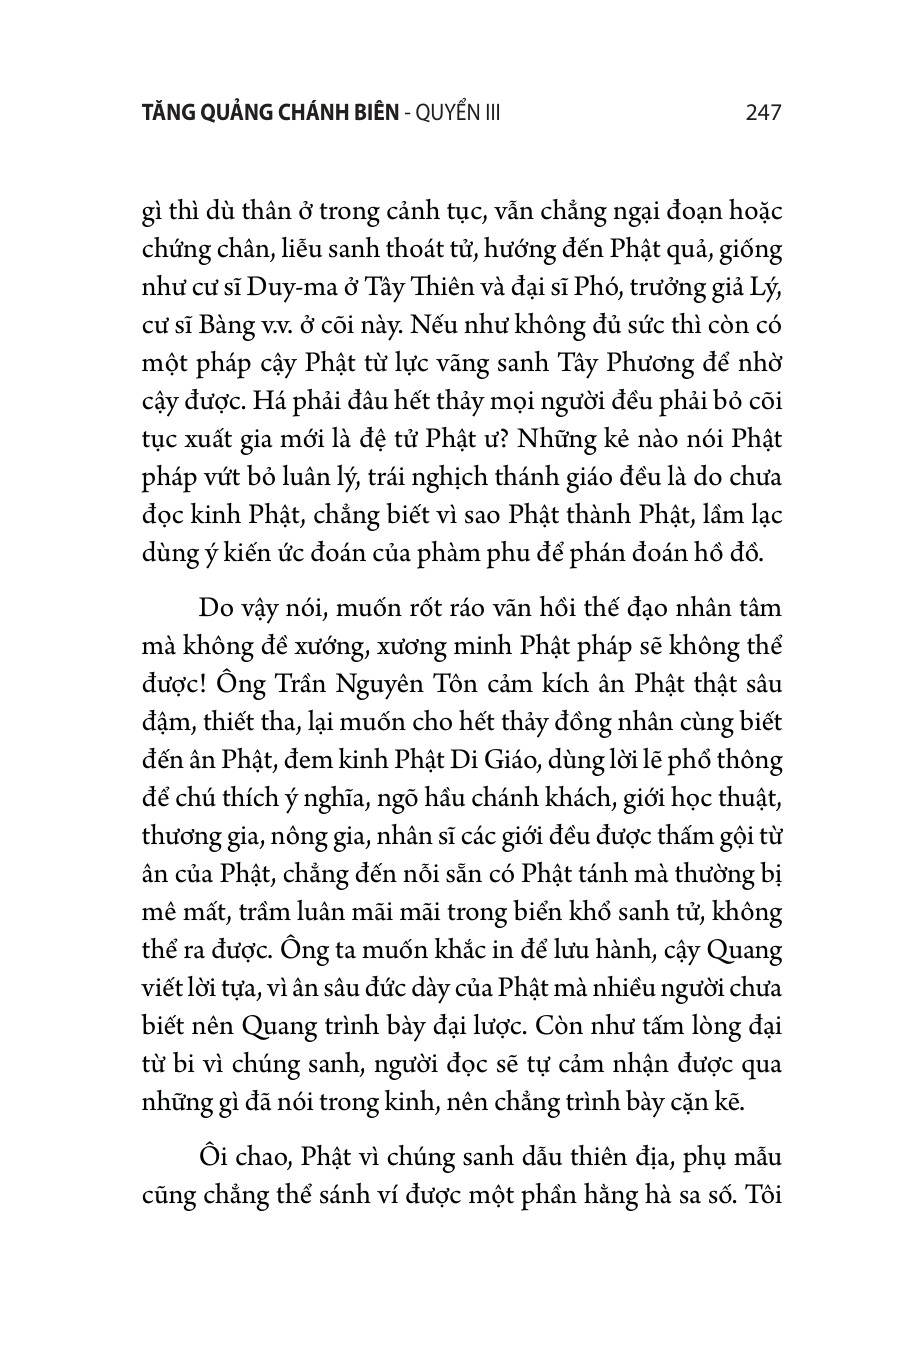 TĂNG QUẢNG CHÁNH BIÊN - QUYỂN III 247
gì thì dù thân ở trong cảnh tục, vẫn chẳng ngại đoạn hoặc
chứng chân, liễu sanh thoát tử, hướng đến Phật quả, giống
như cư sĩ Duy-ma ở Tây Thiên và đại sĩ Phó, trưởng giả Lý,
cư sĩ Bàng v.v. ở cõi này. Nếu như không đủ sức thì còn có
một pháp cậy Phật từ lực vãng sanh Tây Phương để nhờ
cậy được. Há phải đâu hết thảy mọi người đều phải bỏ cõi
tục xuất gia mới là đệ tử Phật ư? Những kẻ nào nói Phật
pháp vứt bỏ luân lý, trái nghịch thánh giáo đều là do chưa
đọc kinh Phật, chẳng biết vì sao Phật thành Phật, lầm lạc
dùng ý kiến ức đoán của phàm phu để phán đoán hồ đồ.
Do vậy nói, muốn rốt ráo vãn hồi thế đạo nhân tâm
mà không đề xướng, xương minh Phật pháp sẽ không thể
được! Ông Trần Nguyên Tôn cảm kích ân Phật thật sâu
đậm, thiết tha, lại muốn cho hết thảy đồng nhân cùng biết
đến ân Phật, đem kinh Phật Di Giáo, dùng lời lẽ phổ thông
để chú thích ý nghĩa, ngõ hầu chánh khách, giới học thuật,
thương gia, nông gia, nhân sĩ các giới đều được thấm gội từ
ân của Phật, chẳng đến nỗi sẵn có Phật tánh mà thường bị
mê mất, trầm luân mãi mãi trong biển khổ sanh tử, không
thể ra được. Ông ta muốn khắc in để lưu hành, cậy Quang
viết lời tựa, vì ân sâu đức dày của Phật mà nhiều người chưa
biết nên Quang trình bày đại lược. Còn như tấm lòng đại
từ bi vì chúng sanh, người đọc sẽ tự cảm nhận được qua
những gì đã nói trong kinh, nên chẳng trình bày cặn kẽ.
Ôi chao, Phật vì chúng sanh dẫu thiên địa, phụ mẫu
cũng chẳng thể sánh ví được một phần hằng hà sa số. Tôi